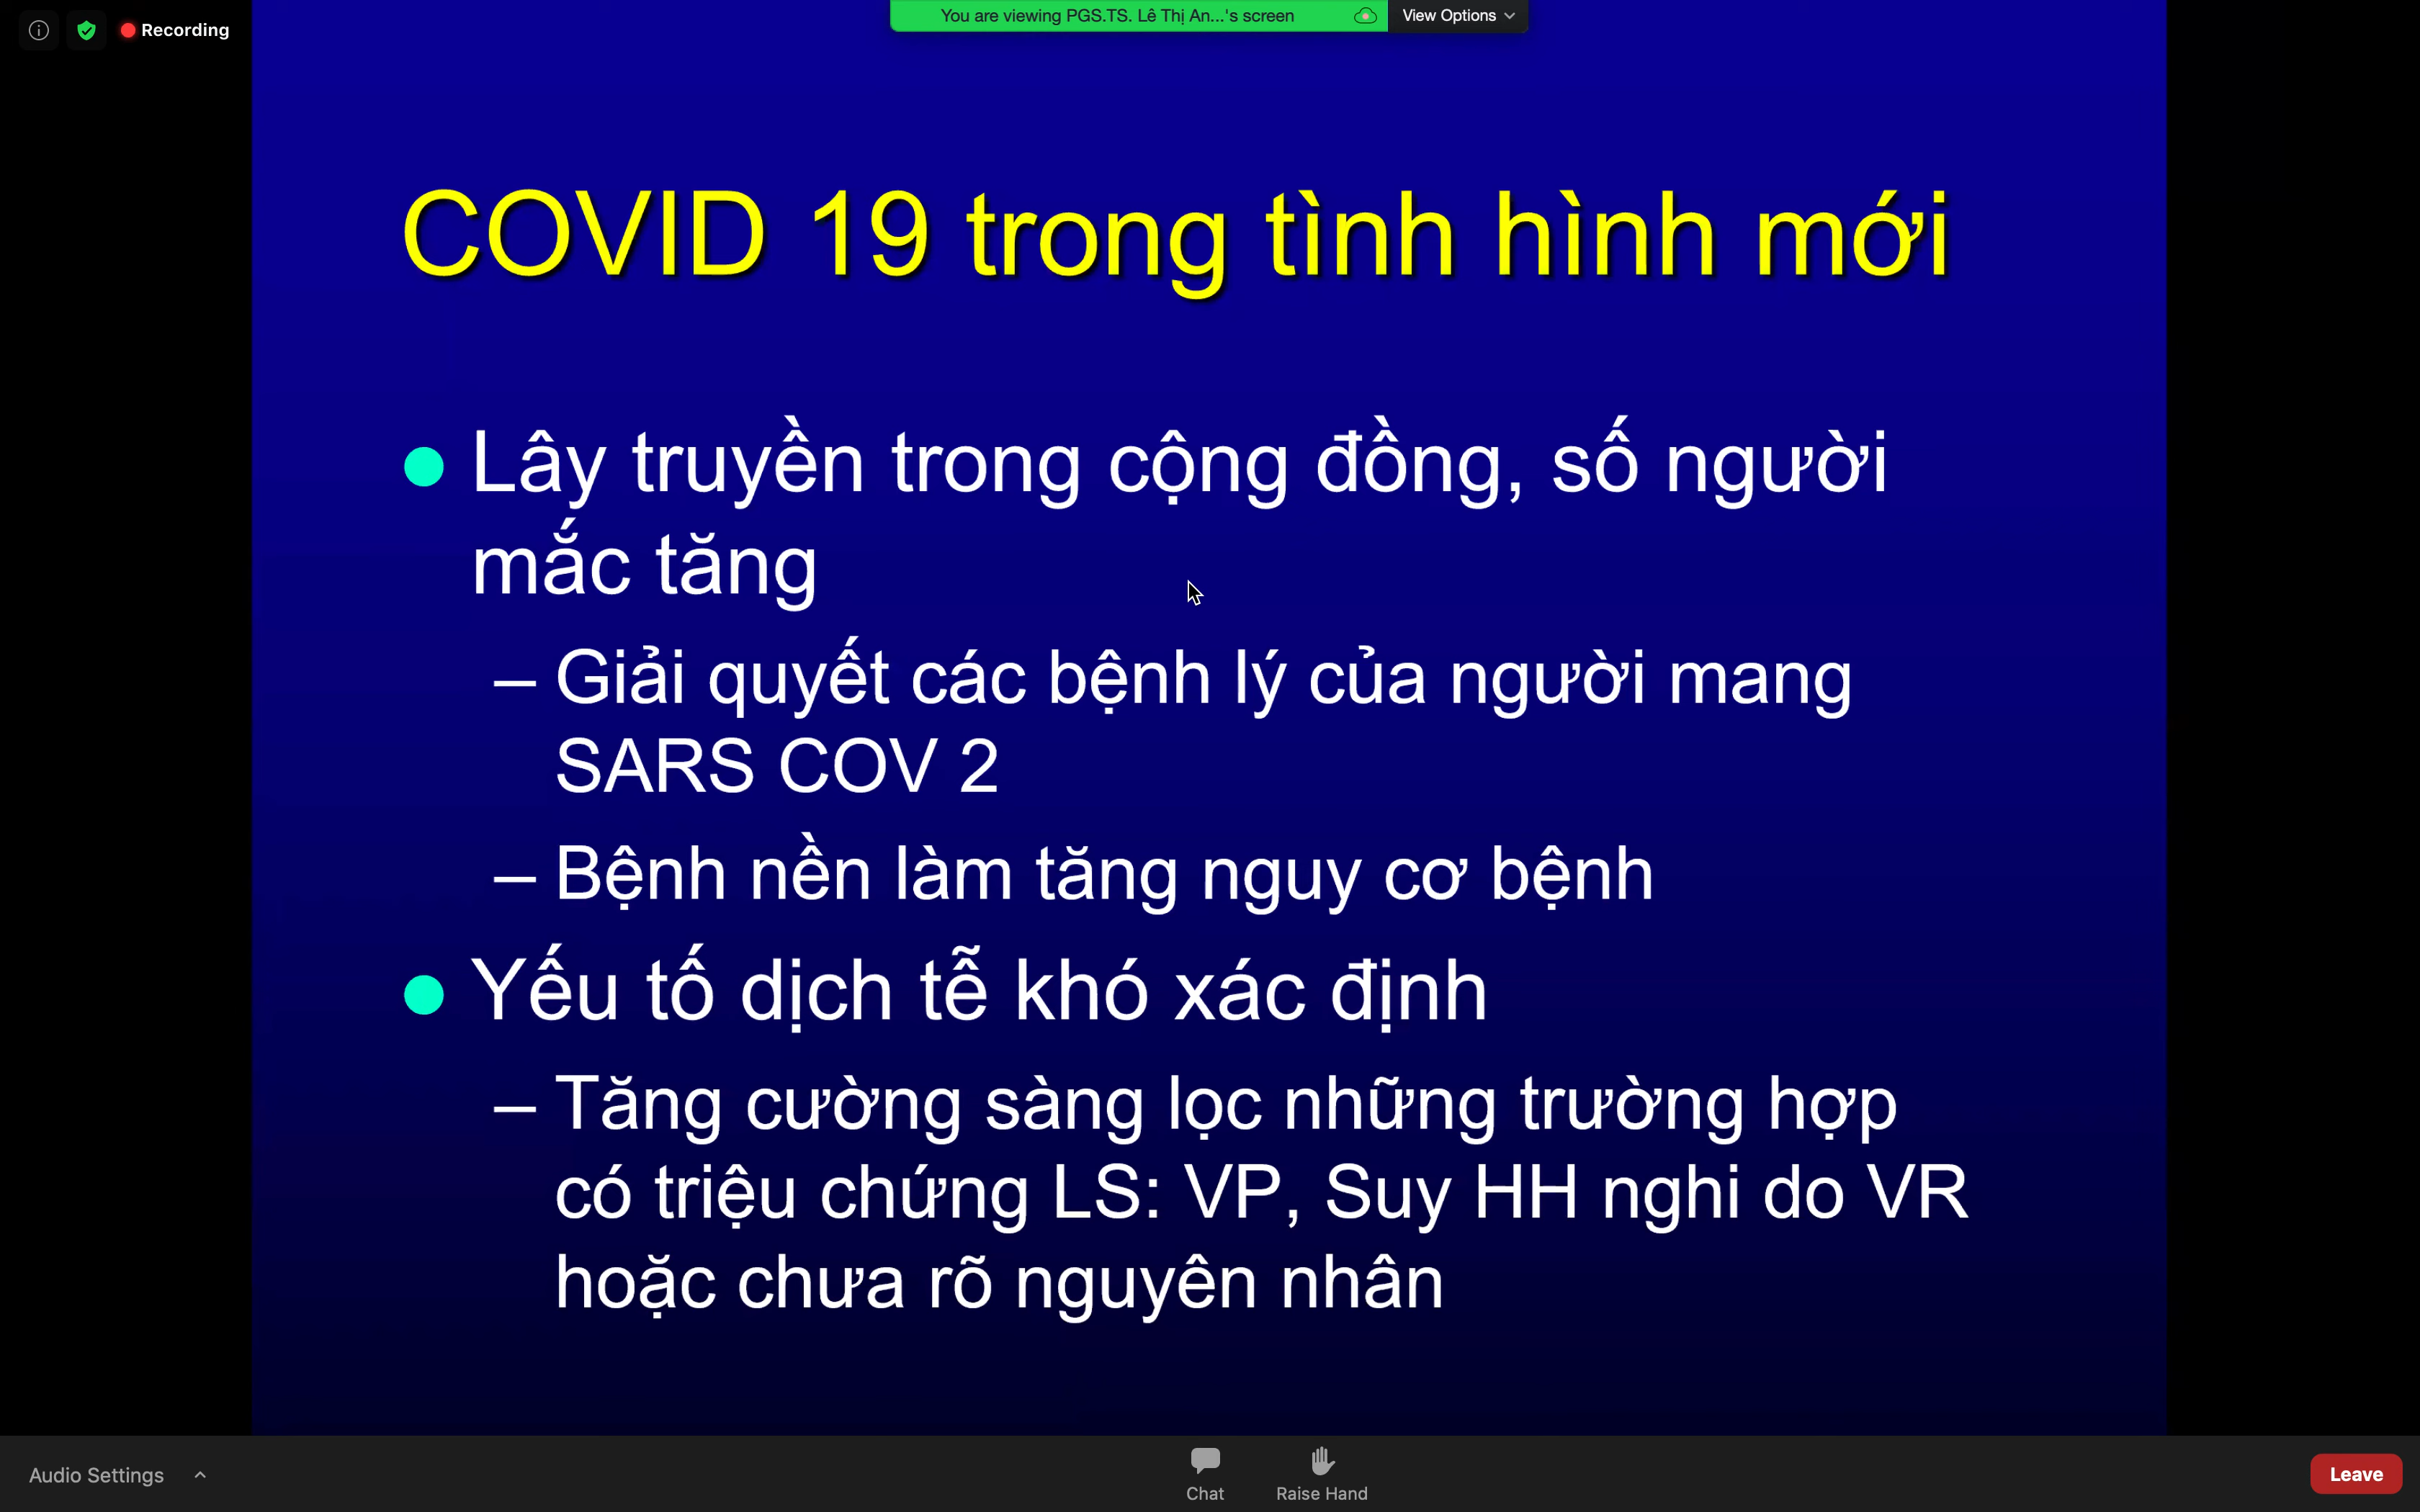 Recording
You are viewing PGS.TS. Lê Thị An...'s screen
View Options
COVID 19 trong tình hình mới
Lây truyền trong cộng đồng, số người
mắc tăng
– Giải quyết các bệnh lý của người mang
SARS COV 2
– Bệnh nền làm tăng nguy cơ bệnh
Yếu tố dịch tễ khó xác định
– Tăng cường sàng lọc những trường hợp
có triệu chứng LS: VP, Suy HH nghi do VR
hoặc chưa rõ nguyên nhân
Audio Settings
Chat
Raise Hand
Leave